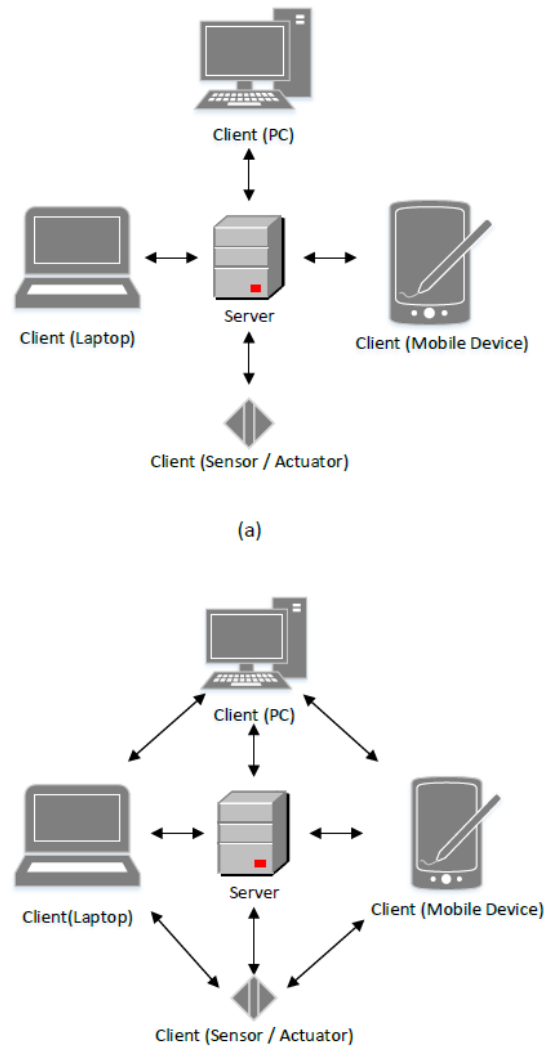 Client (PC)
Server
Client (Laptop)
Client (Mobile Device)
Client (Sensor / Actuator)
(a)
Client (PC)
Server
Client(Laptop)
Client (Mobile Device)
Client (Sensor / Actuator)